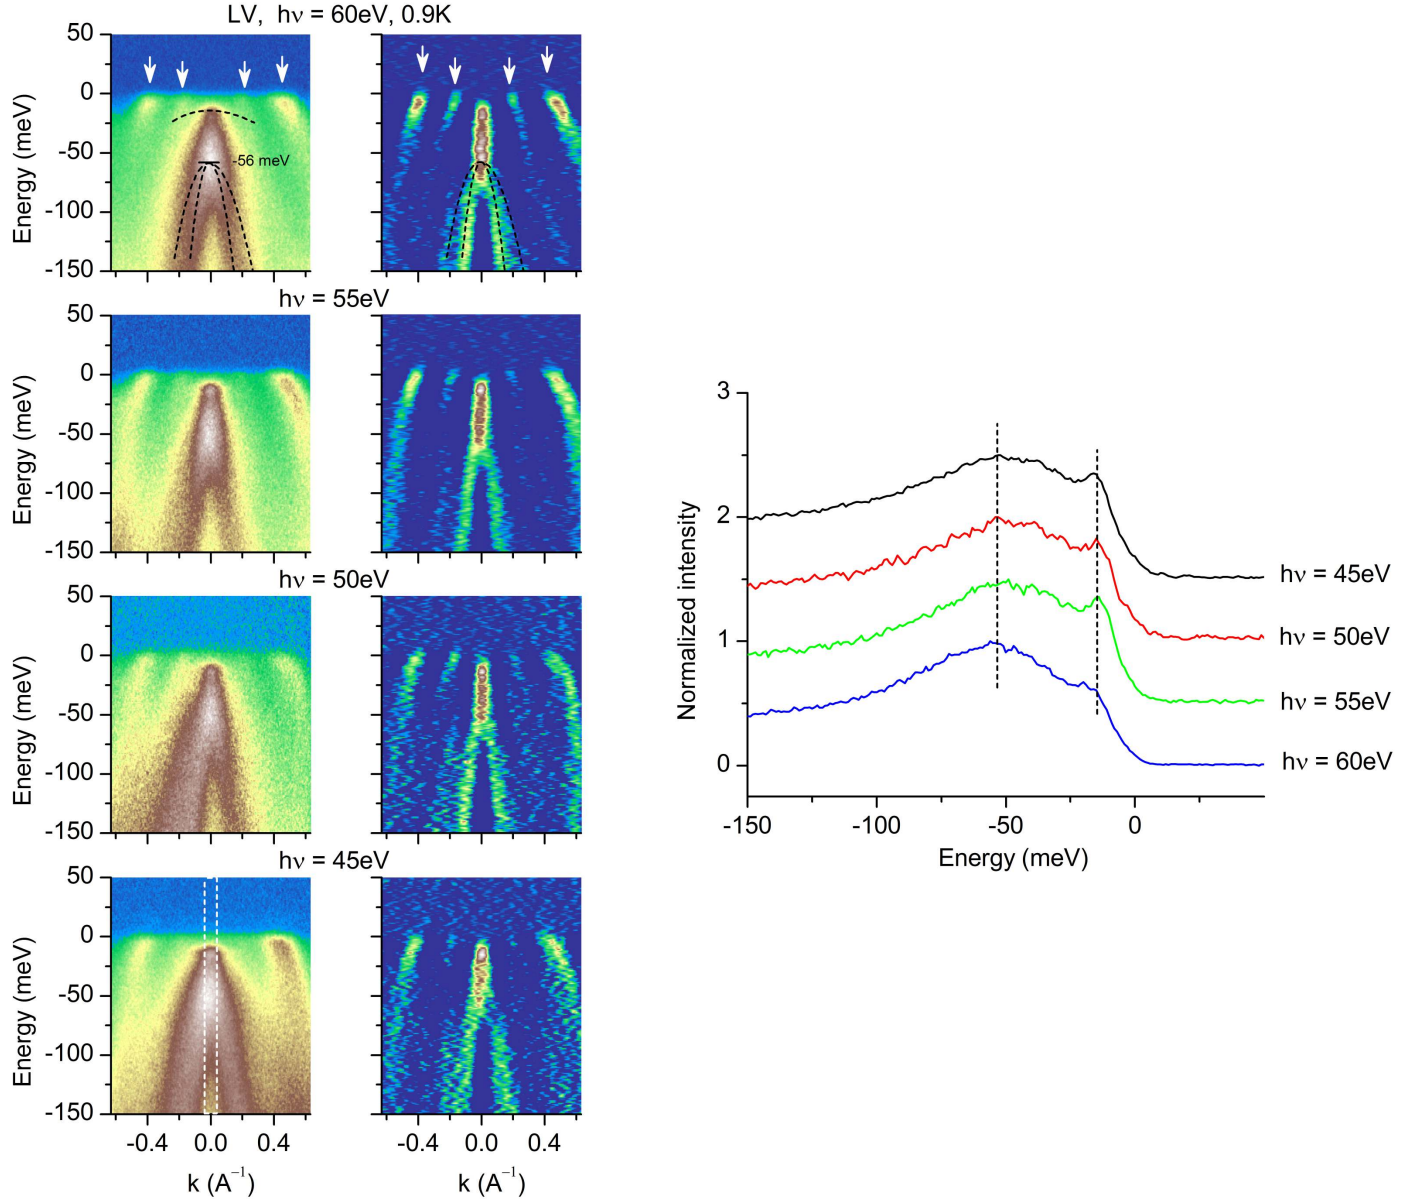 LV, hν = 60eV, 0.9K
50
0
-50
-100
-150
Energy (meV)
-56 meV
hν = 55eV
50
0
-50
-100
-150
Energy (meV)
hν = 50eV
50
0
-50
-100
-150
Energy (meV)
hν = 45eV
50
0
-50
-100
-150
Energy (meV)
-0.4 0.0 0.4
-0.4 0.0 0.4
k (A⁻¹)
k (A⁻¹)
3
2
1
0
Normalized intensity
hν = 45eV
hν = 50eV
hν = 55eV
hν = 60eV
-150 -100 -50 0
Energy (meV)